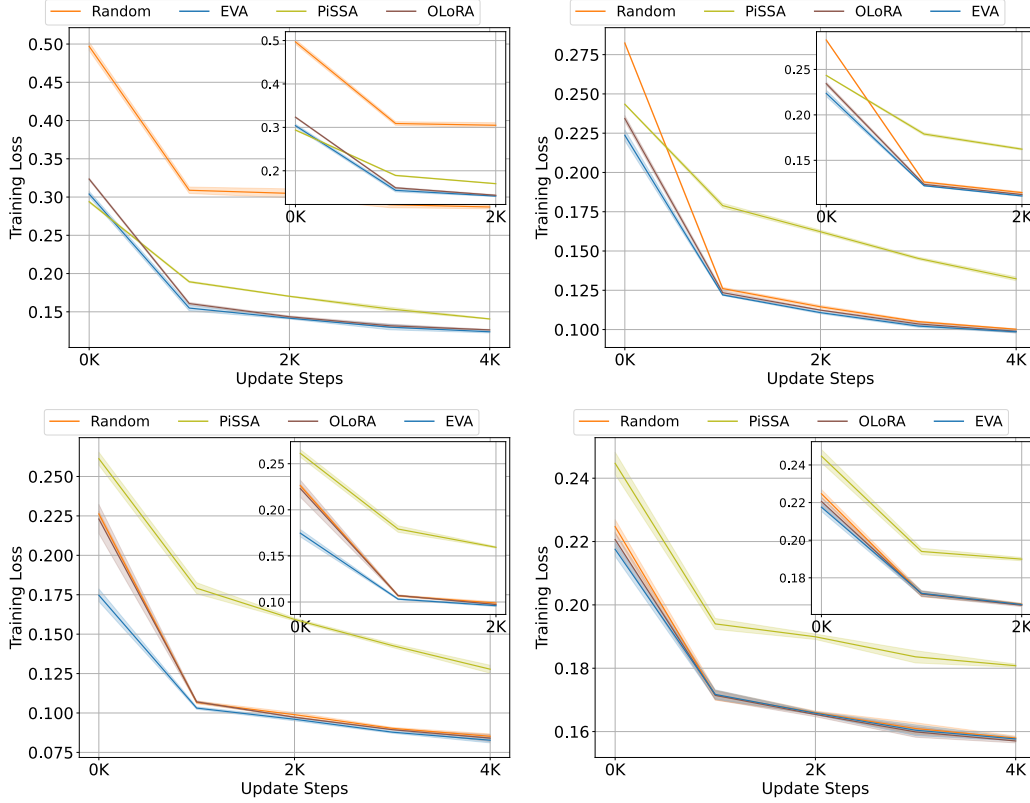 Random EVA PiSSA OLoRA
Random EVA PiSSA OLoRA
0.50
0.45
0.40
0.35
0.30
0.25
0.20
0.15
Training Loss
0K 2K 4K
Update Steps
0.5
0.4
0.3
0.2
0K 2K
0.275
0.250
0.225
0.200
0.175
0.150
0.125
0.100
Training Loss
0K 2K 4K
Update Steps
0.25
0.20
0.15
0K 2K
Random PiSSA OLoRA EVA
Random PiSSA OLoRA EVA
0.250
0.225
0.200
0.175
0.150
0.125
0.100
0.075
Training Loss
0K 2K 4K
Update Steps
0.25
0.20
0.15
0.10
0K 2K
0.24
0.22
0.20
0.18
0.16
Training Loss
0K 2K 4K
Update Steps
0.24
0.22
0.20
0.18
0K 2K